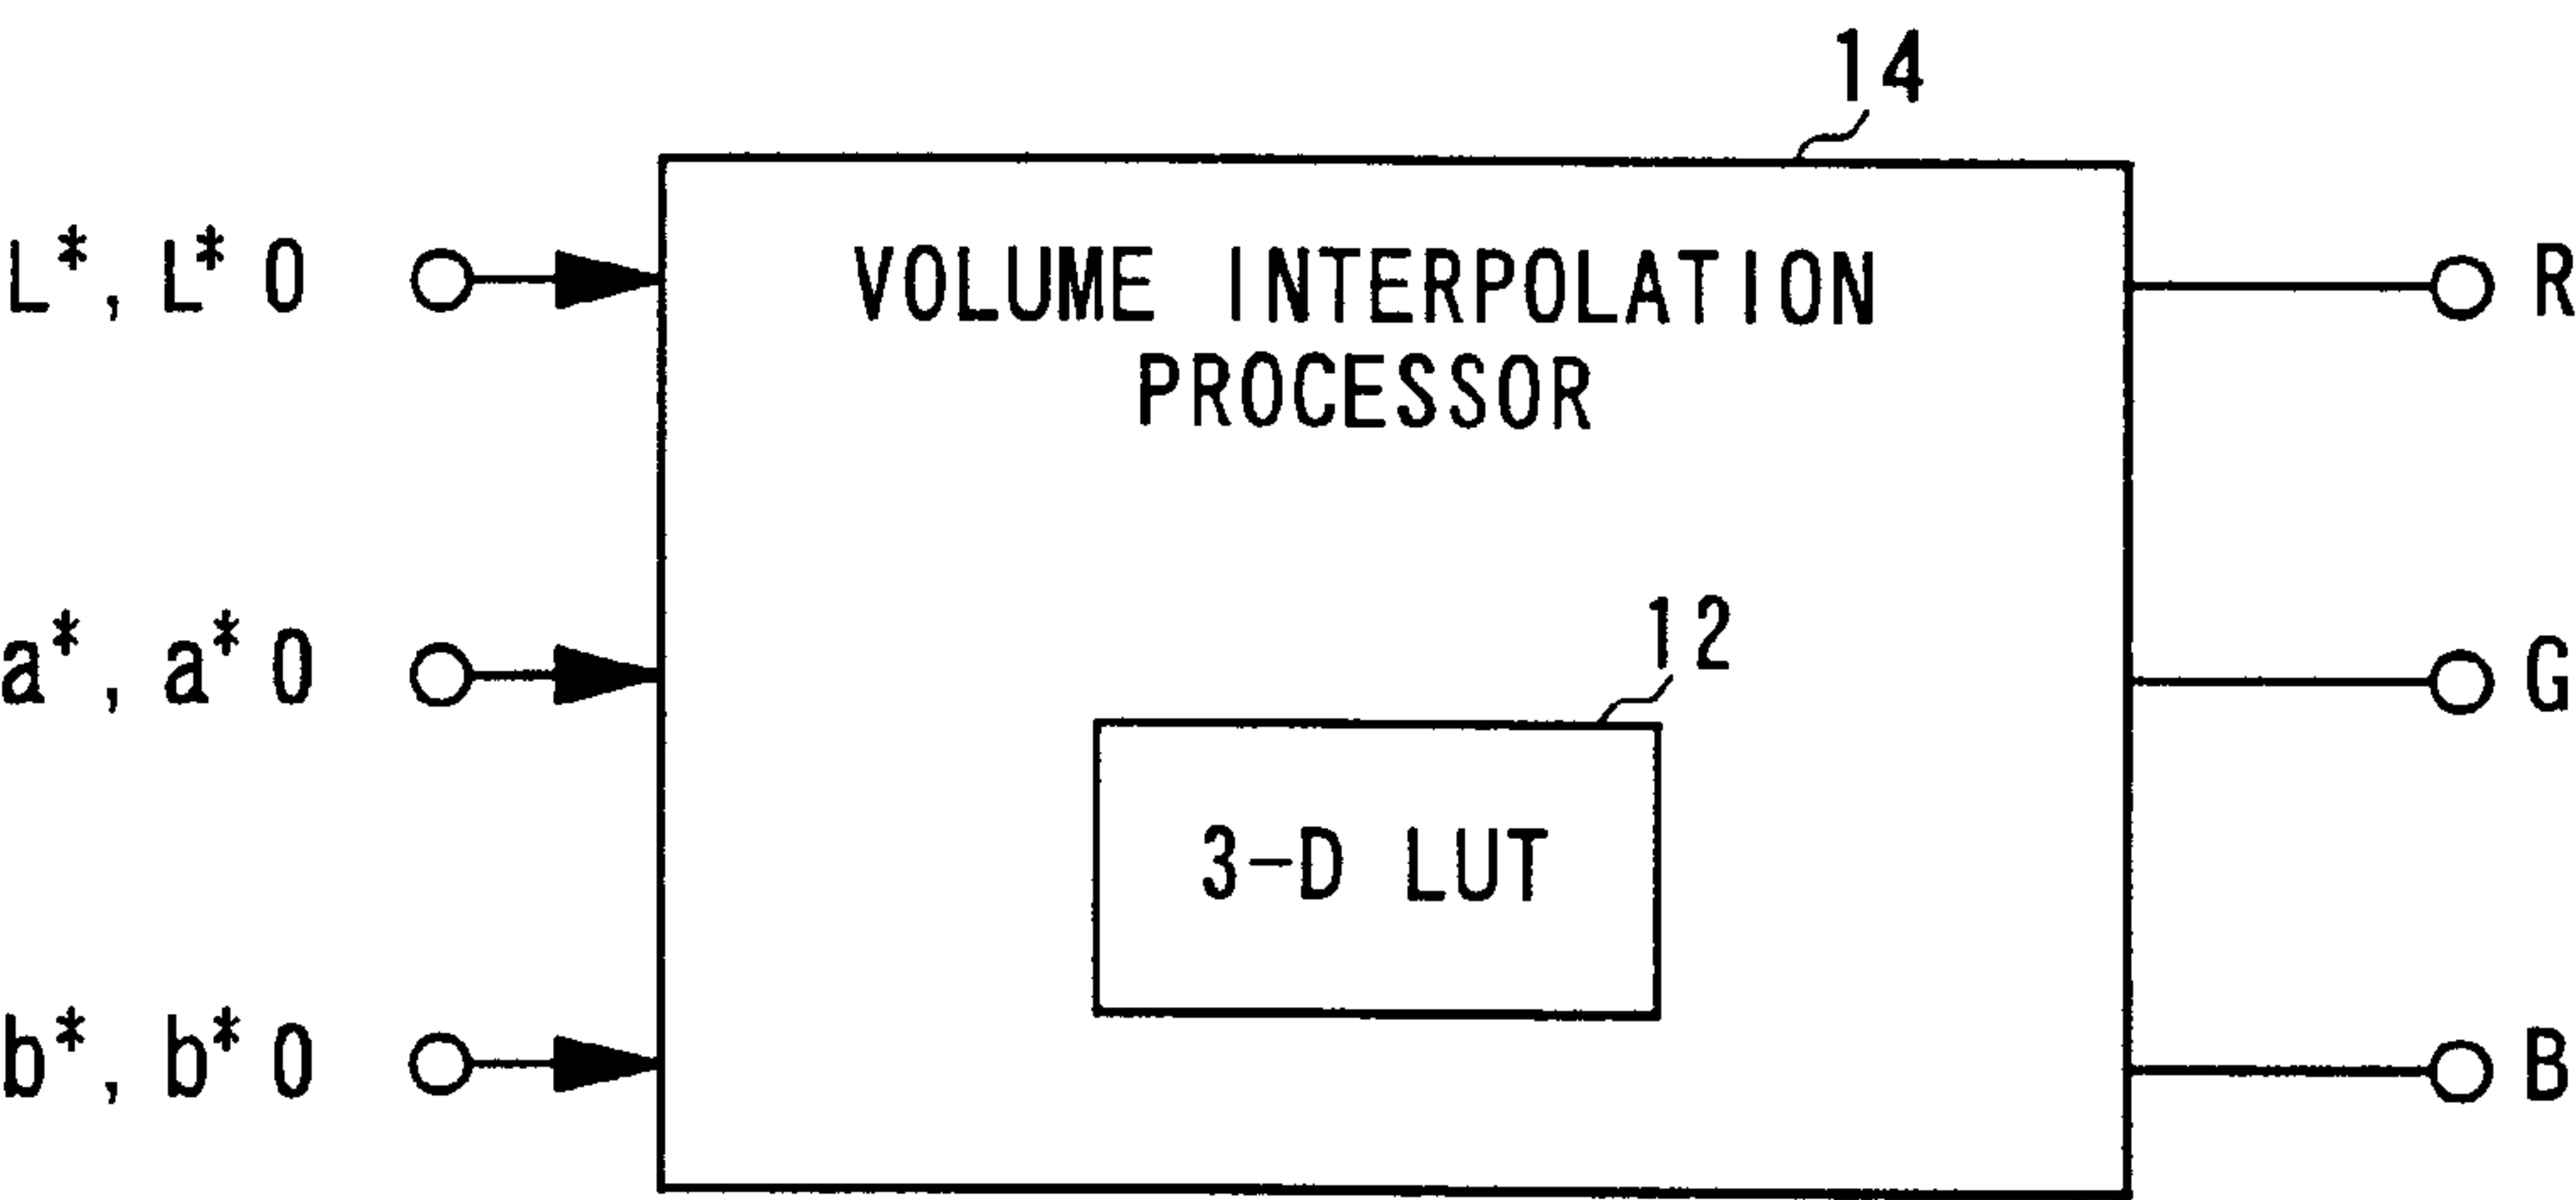 14
L*, L*0
VOLUME INTERPOLATION
PROCESSOR
R
a*, a*0
12
G
3-D LUT
b*, b*0
B